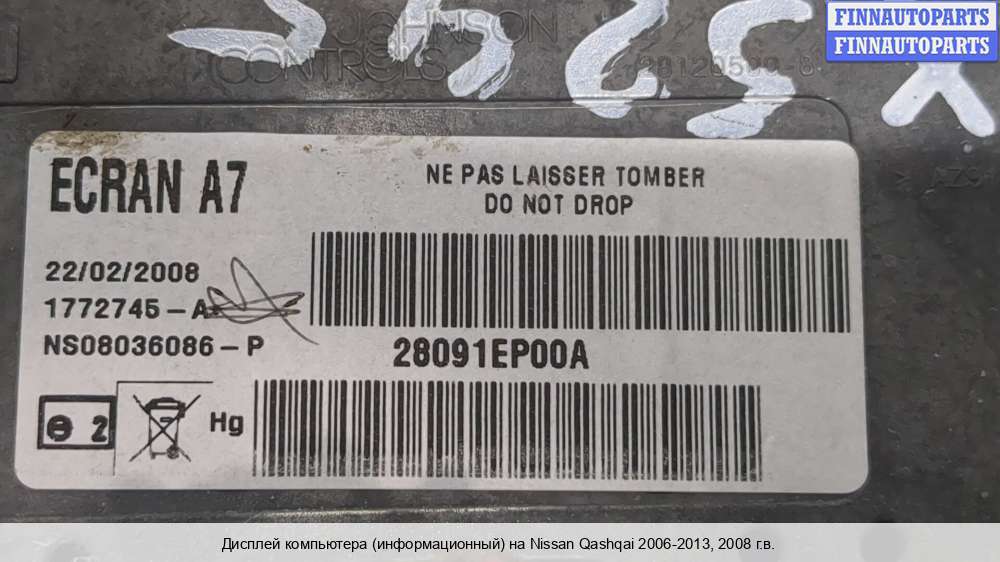 FINNAUTOPARTS
FINNAUTOPARTS
JOHNSON
CONTROLS
ECRAN A7
NE PAS LAISSER TOMBER
DO NOT DROP
22/02/2008
1772745-A
NS08036086-P
28091EP00A
2
Hg
Дисплей компьютера (информационный) на Nissan Qashqai 2006-2013, 2008 г.в.